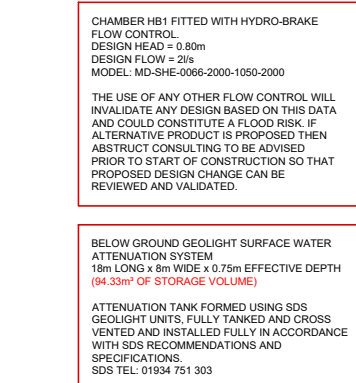 CHAMBER HB1 FITTED WITH HYDRO-BRAKE
FLOW CONTROL.
DESIGN HEAD = 0.80m
DESIGN FLOW = 2l/s
MODEL: MD-SHE-0066-2000-1050-2000
THE USE OF ANY OTHER FLOW CONTROL WILL
INVALIDATE ANY DESIGN BASED ON THIS DATA
AND COULD CONSTITUTE A FLOOD RISK. IF
ALTERNATIVE PRODUCT IS PROPOSED THEN
ABSTRUCT CONSULTING TO BE ADVISED
PRIOR TO START OF CONSTRUCTION SO THAT
PROPOSED DESIGN CHANGE CAN BE
REVIEWED AND VALIDATED.
BELOW GROUND GEOLIGHT SURFACE WATER
ATTENUATION SYSTEM
18m LONG x 8m WIDE x 0.75m EFFECTIVE DEPTH
(94.33m³ OF STORAGE VOLUME)
ATTENUATION TANK FORMED USING SDS
GEOLIGHT UNITS, FULLY TANKED AND CROSS
VENTED AND INSTALLED FULLY IN ACCORDANCE
WITH SDS RECOMMENDATIONS AND
SPECIFICATIONS.
SDS TEL: 01934 751 303